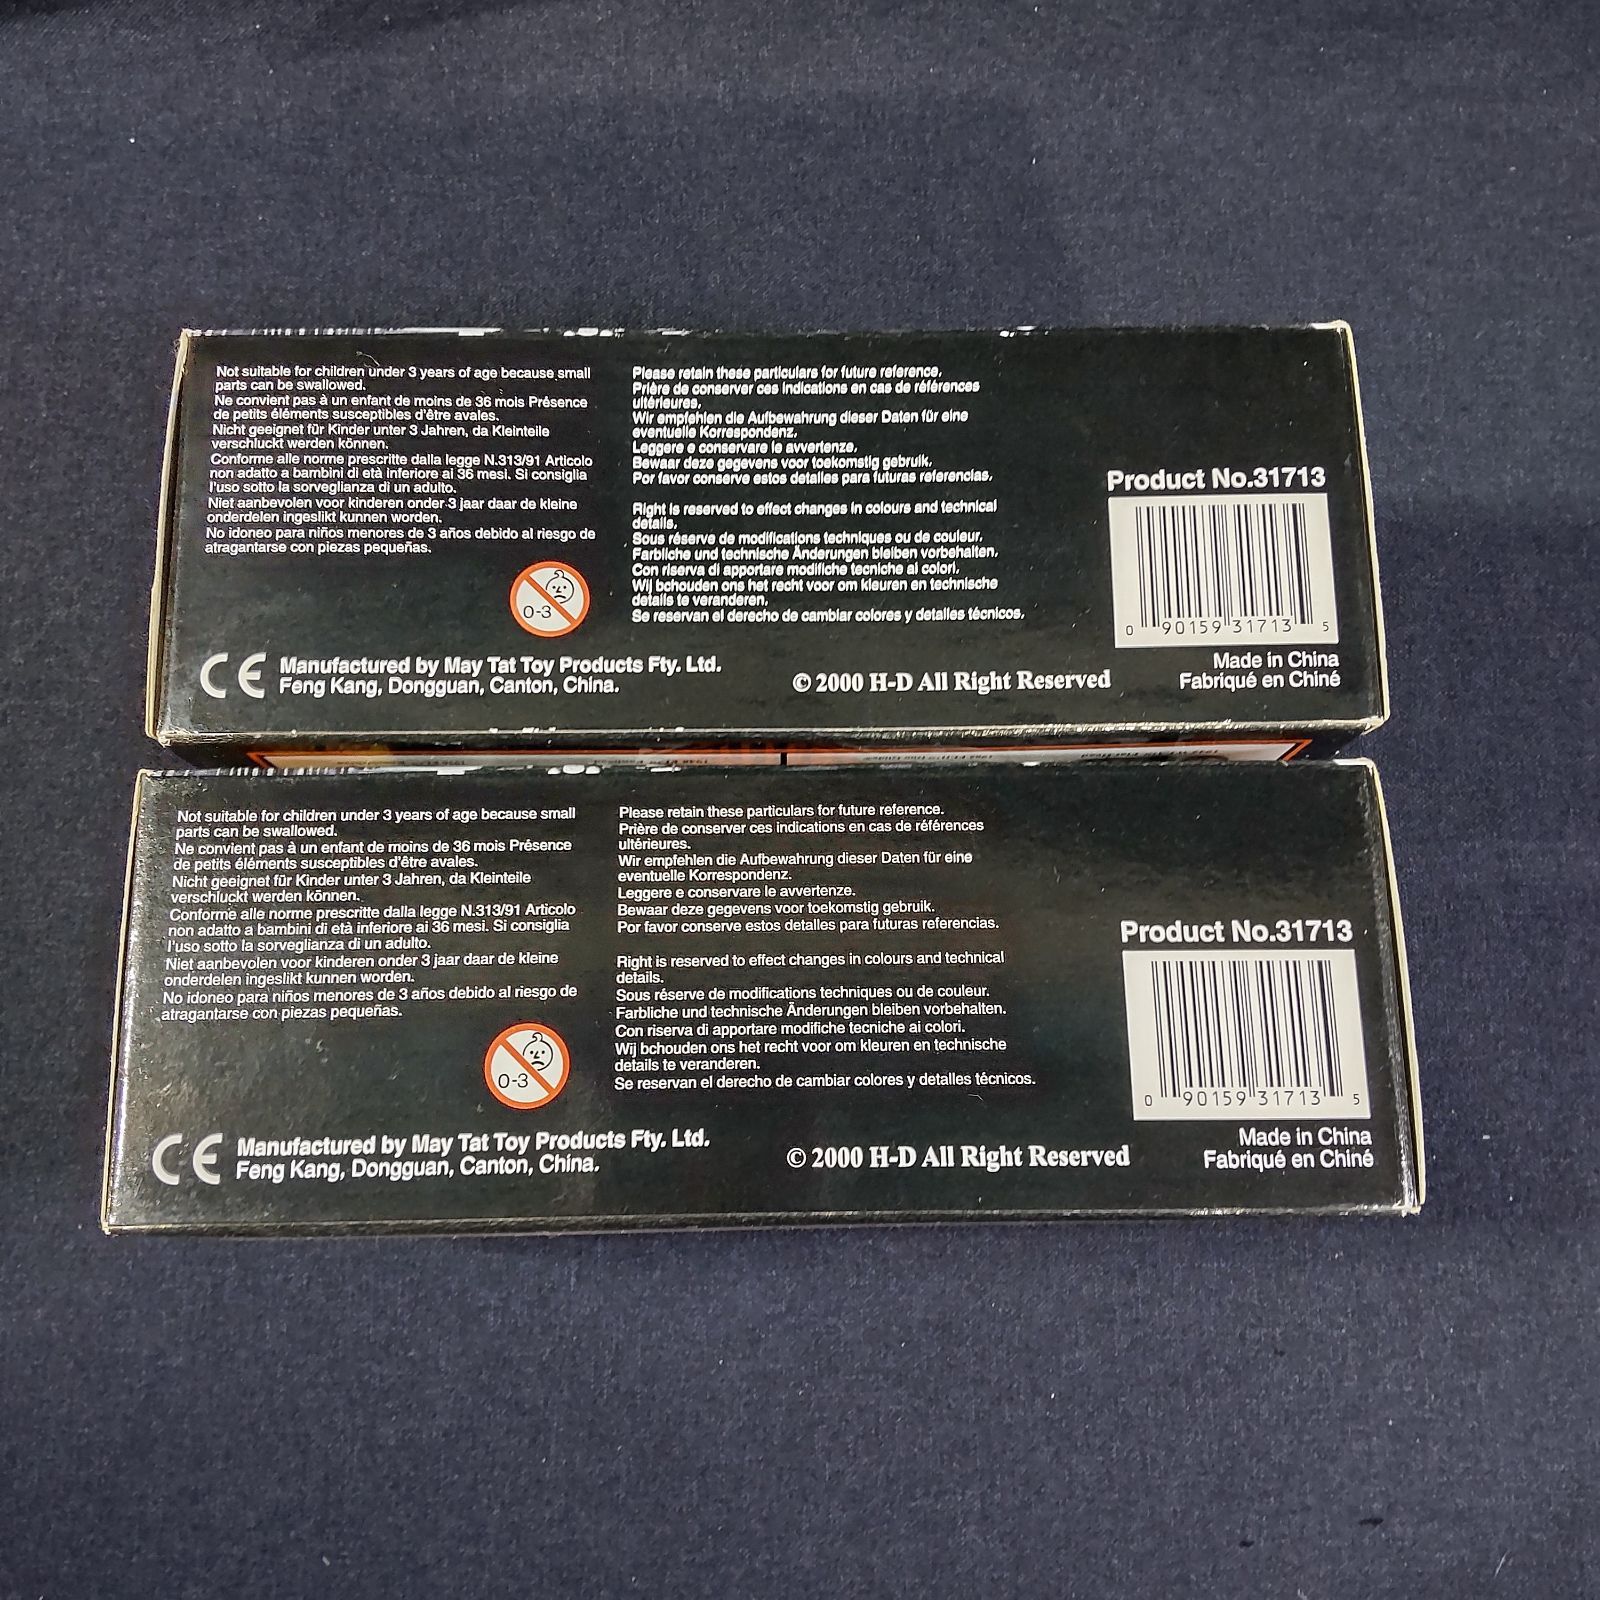 Not suitable for children under 3 years of age because small
parts can be swallowed.
Ne convient pas à un enfant de moins de 36 mois Présence
de petits éléments susceptibles d'être avales.
Nicht geeignet für Kinder unter 3 Jahren, da Kleinteile
verschluckt werden können.
Conforme alle norme prescritte dalla legge N.313/91 Articolo
non adatto a bambini di età inferiore ai 36 mesi. Si consiglia
l'uso sotto la sorveglianza di un adulto.
Niet aanbevolen voor kinderen onder 3 jaar daar de kleine
onderdelen ingeslikt kunnen worden.
No idoneo para niños menores de 3 años debido al riesgo de
atragantarse con piezas pequeñas.
0-3
CE Manufactured by May Tat Toy Products Fty. Ltd.
Feng Kang, Dongguan, Canton, China.
Please retain these particulars for future reference.
Prière de conserver ces indications en cas de références
ultérieures.
Wir empfehlen die Aufbewahrung dieser Daten für eine
eventuelle Korrespondenz.
Leggere e conservare le avvertenze.
Bewaar deze gegevens voor toekomstig gebruik.
Por favor conserve estos detalles para futuras referencias.
Right is reserved to effect changes in colours and technical
details.
Sous réserve de modifications techniques ou de couleur.
Farbliche und technische Änderungen bleiben vorbehalten.
Con riserva di apportare modifiche tecniche ai colori.
Wij bchouden ons het recht voor om kleuren en technische
details te veranderen.
Se reservan el derecho de cambiar colores y detalles técnicos.
© 2000 H-D All Right Reserved
Product No.31713
0 90159 31713 5
Made in China
Fabriqué en Chiné
Not suitable for children under 3 years of age because small
parts can be swallowed.
Ne convient pas à un enfant de moins de 36 mois Présence
de petits éléments susceptibles d'être avales.
Nicht geeignet für Kinder unter 3 Jahren, da Kleinteile
verschluckt werden können.
Conforme alle norme prescritte dalla legge N.313/91 Articolo
non adatto a bambini di età inferiore ai 36 mesi. Si consiglia
l'uso sotto la sorveglianza di un adulto.
Niet aanbevolen voor kinderen onder 3 jaar daar de kleine
onderdelen ingeslikt kunnen worden.
No idoneo para niños menores de 3 años debido al riesgo de
atragantarse con piezas pequeñas.
0-3
CE Manufactured by May Tat Toy Products Fty. Ltd.
Feng Kang, Dongguan, Canton, China.
Please retain these particulars for future reference.
Prière de conserver ces indications en cas de références
ultérieures.
Wir empfehlen die Aufbewahrung dieser Daten für eine
eventuelle Korrespondenz.
Leggere e conservare le avvertenze.
Bewaar deze gegevens voor toekomstig gebruik.
Por favor conserve estos detalles para futuras referencias.
Right is reserved to effect changes in colours and technical
details.
Sous réserve de modifications techniques ou de couleur.
Farbliche und technische Änderungen bleiben vorbehalten.
Con riserva di apportare modifiche tecniche ai colori.
Wij bchouden ons het recht voor om kleuren en technische
details te veranderen.
Se reservan el derecho de cambiar colores y detalles técnicos.
© 2000 H-D All Right Reserved
Product No.31713
0 90159 31713 5
Made in China
Fabriqué en Chiné